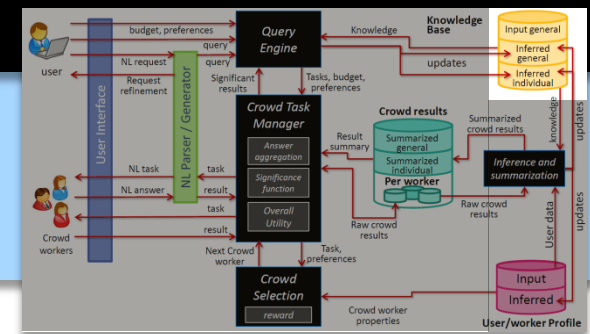 budget, preferences
query
user
NL request
query
Request
refinement
User Interface
NL Parser / Generator
Query
Engine
Significant
results
Tasks, budget,
preferences
Knowledge
Knowledge
Base
updates
Input general
Inferred
general
Inferred
individual
Crowd Task
Manager
Answer
aggregation
Significance
function
Overall
Utility
Result
summary
Crowd results
Summarized
general
Summarized
individual
Per worker
Summarized
crowd results
knowledge
updates
Inference and
summarization
Raw crowd
results
Raw crowd
results
NL task
task
NL answer
result
task
result
Crowd
workers
Next Crowd
worker
Task,
preferences
User data
updates
Crowd
Selection
reward
Crowd worker
properties
Input
Inferred
User/worker Profile